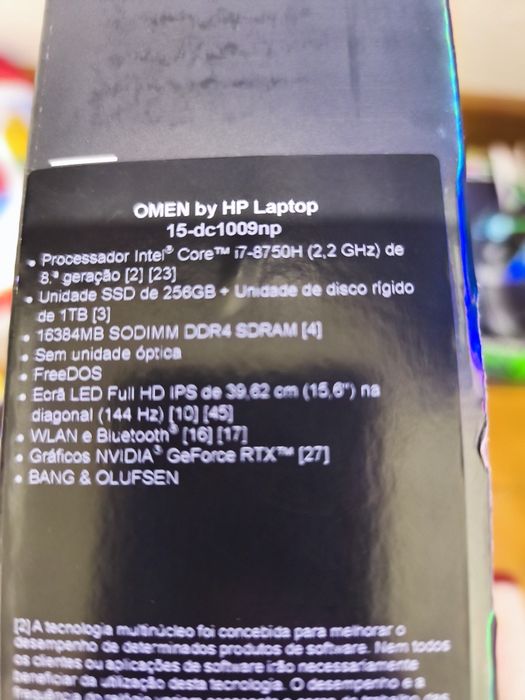 OMEN by HP Laptop
15-dc1009np
• Processador Intel® Core™ i7-8750H (2,2 GHz) de
8.ª geração [2] [23]
• Unidade SSD de 256GB + Unidade de disco rígido
de 1TB [3]
• 16384MB SODIMM DDR4 SDRAM [4]
• Sem unidade óptica
• FreeDOS
• Ecrã LED Full HD IPS de 39,62 cm (15,6") na
diagonal (144 Hz) [10] [45]
• WLAN e Bluetooth® [16] [17]
• Gráficos NVIDIA® GeForce RTX™ [27]
• BANG & OLUFSEN
[2] A tecnologia multinúcleo foi concebida para melhorar o
desempenho de determinados produtos de software. Nem todos
os clientes ou aplicações de software irão necessariamente
beneficiar da utilização desta tecnologia. O desempenho e a